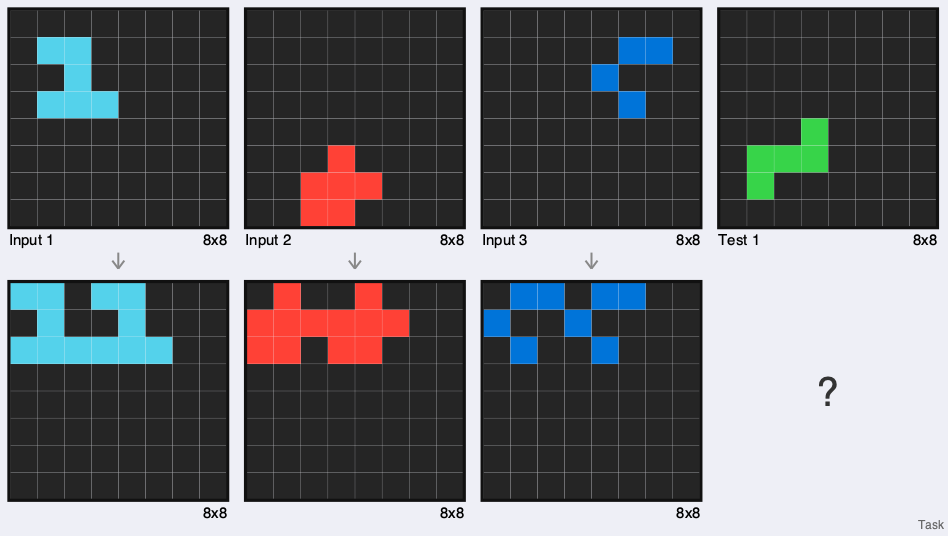 Input 1 8x8
Input 2 8x8
Input 3 8x8
Test 1 8x8
8x8
8x8
8x8
?
Task